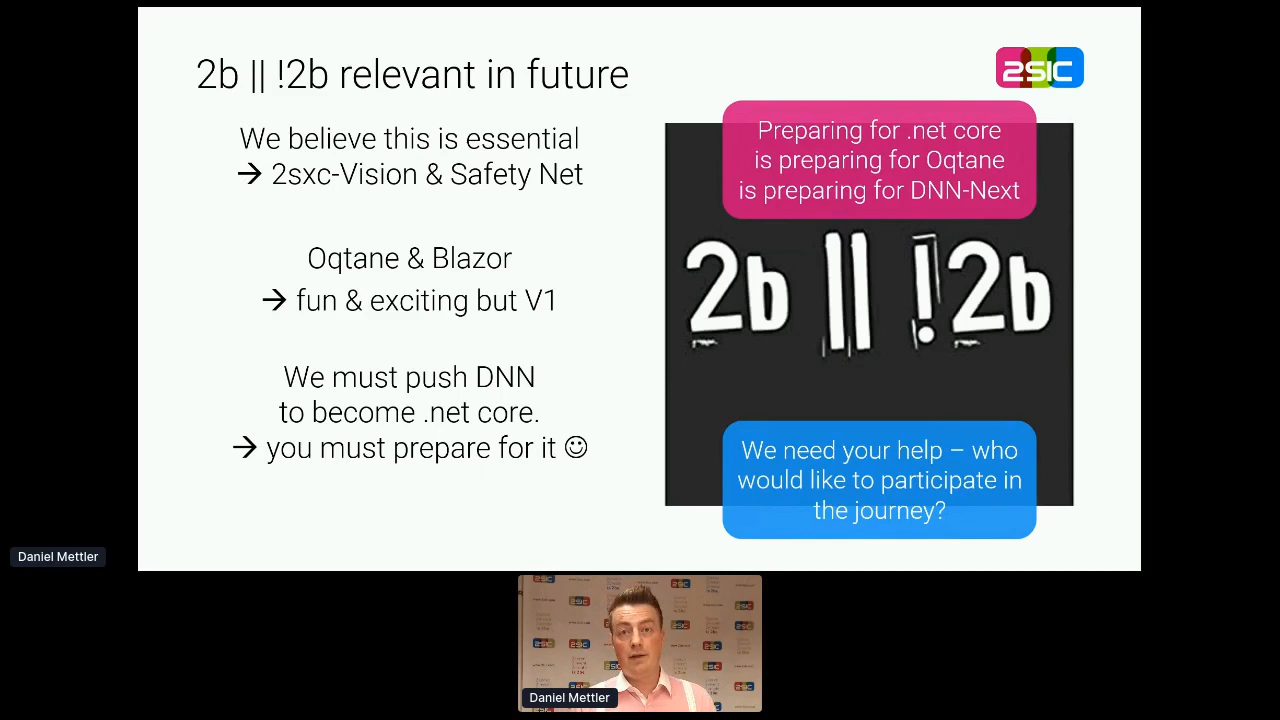 2b || !2b relevant in future
2SIC
We believe this is essential
→ 2sxc-Vision & Safety Net
Oqtane & Blazor
→ fun & exciting but V1
We must push DNN
to become .net core.
→ you must prepare for it ☺
Preparing for .net core
is preparing for Oqtane
is preparing for DNN-Next
2b || !2b
We need your help – who
would like to participate in
the journey?
Daniel Mettler
2SIC
Daniel Mettler